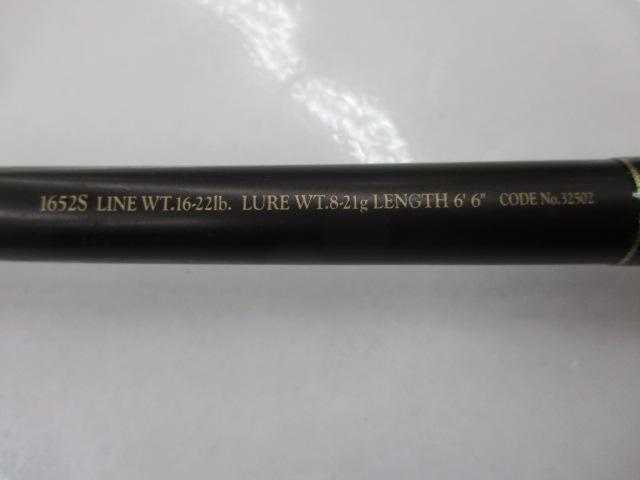 1652S LINE WT.16-22lb. LURE WT.8-21g LENGTH 6' 6" CODE No.32502